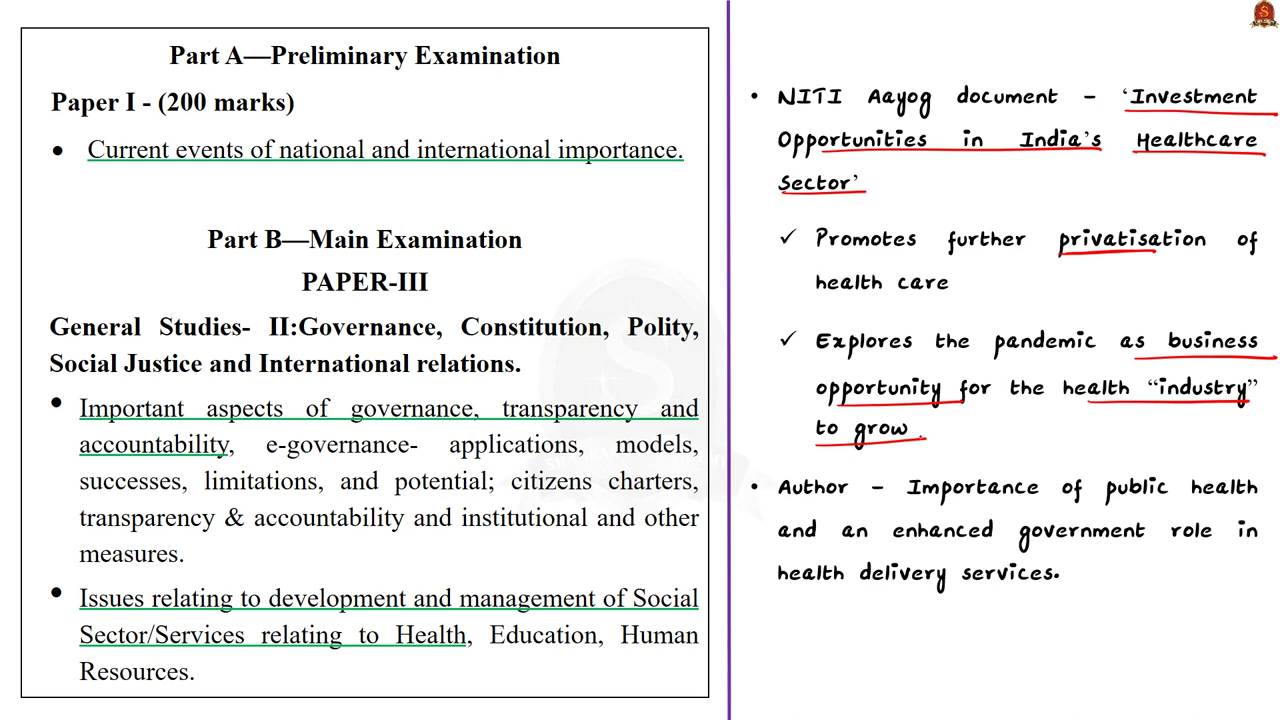 Part A—Preliminary Examination
Paper I - (200 marks)
• Current events of national and international importance.
Part B—Main Examination
PAPER-III
General Studies- II:Governance, Constitution, Polity,
Social Justice and International relations.
• Important aspects of governance, transparency and
accountability, e-governance- applications, models,
successes, limitations, and potential; citizens charters,
transparency & accountability and institutional and other
measures.
• Issues relating to development and management of Social
Sector/Services relating to Health, Education, Human
Resources.
• NITI Aayog document – ‘Investment
Opportunities in India’s Healthcare
Sector’
✓ Promotes further privatisation of
health care
✓ Explores the pandemic as business
opportunity for the health “industry”
to grow.
• Author – Importance of public health
and an enhanced government role in
health delivery services.